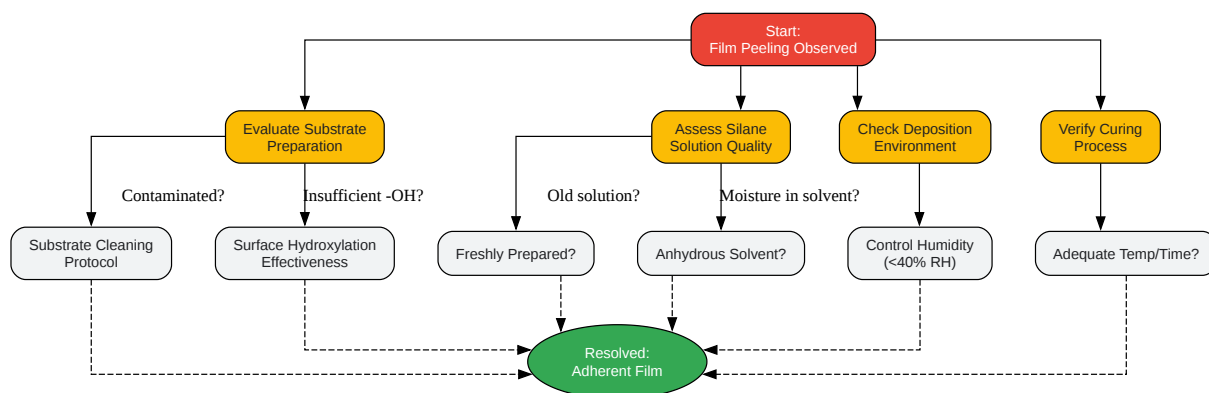 Start:
Film Peeling Observed
Evaluate Substrate
Preparation
Assess Silane
Solution Quality
Check Deposition
Environment
Verify Curing
Process
Contaminated?
Insufficient -OH?
Old solution?
Moisture in solvent?
Substrate Cleaning
Protocol
Surface Hydroxylation
Effectiveness
Freshly Prepared?
Anhydrous Solvent?
Control Humidity
(<40% RH)
Adequate Temp/Time?
Resolved:
Adherent Film